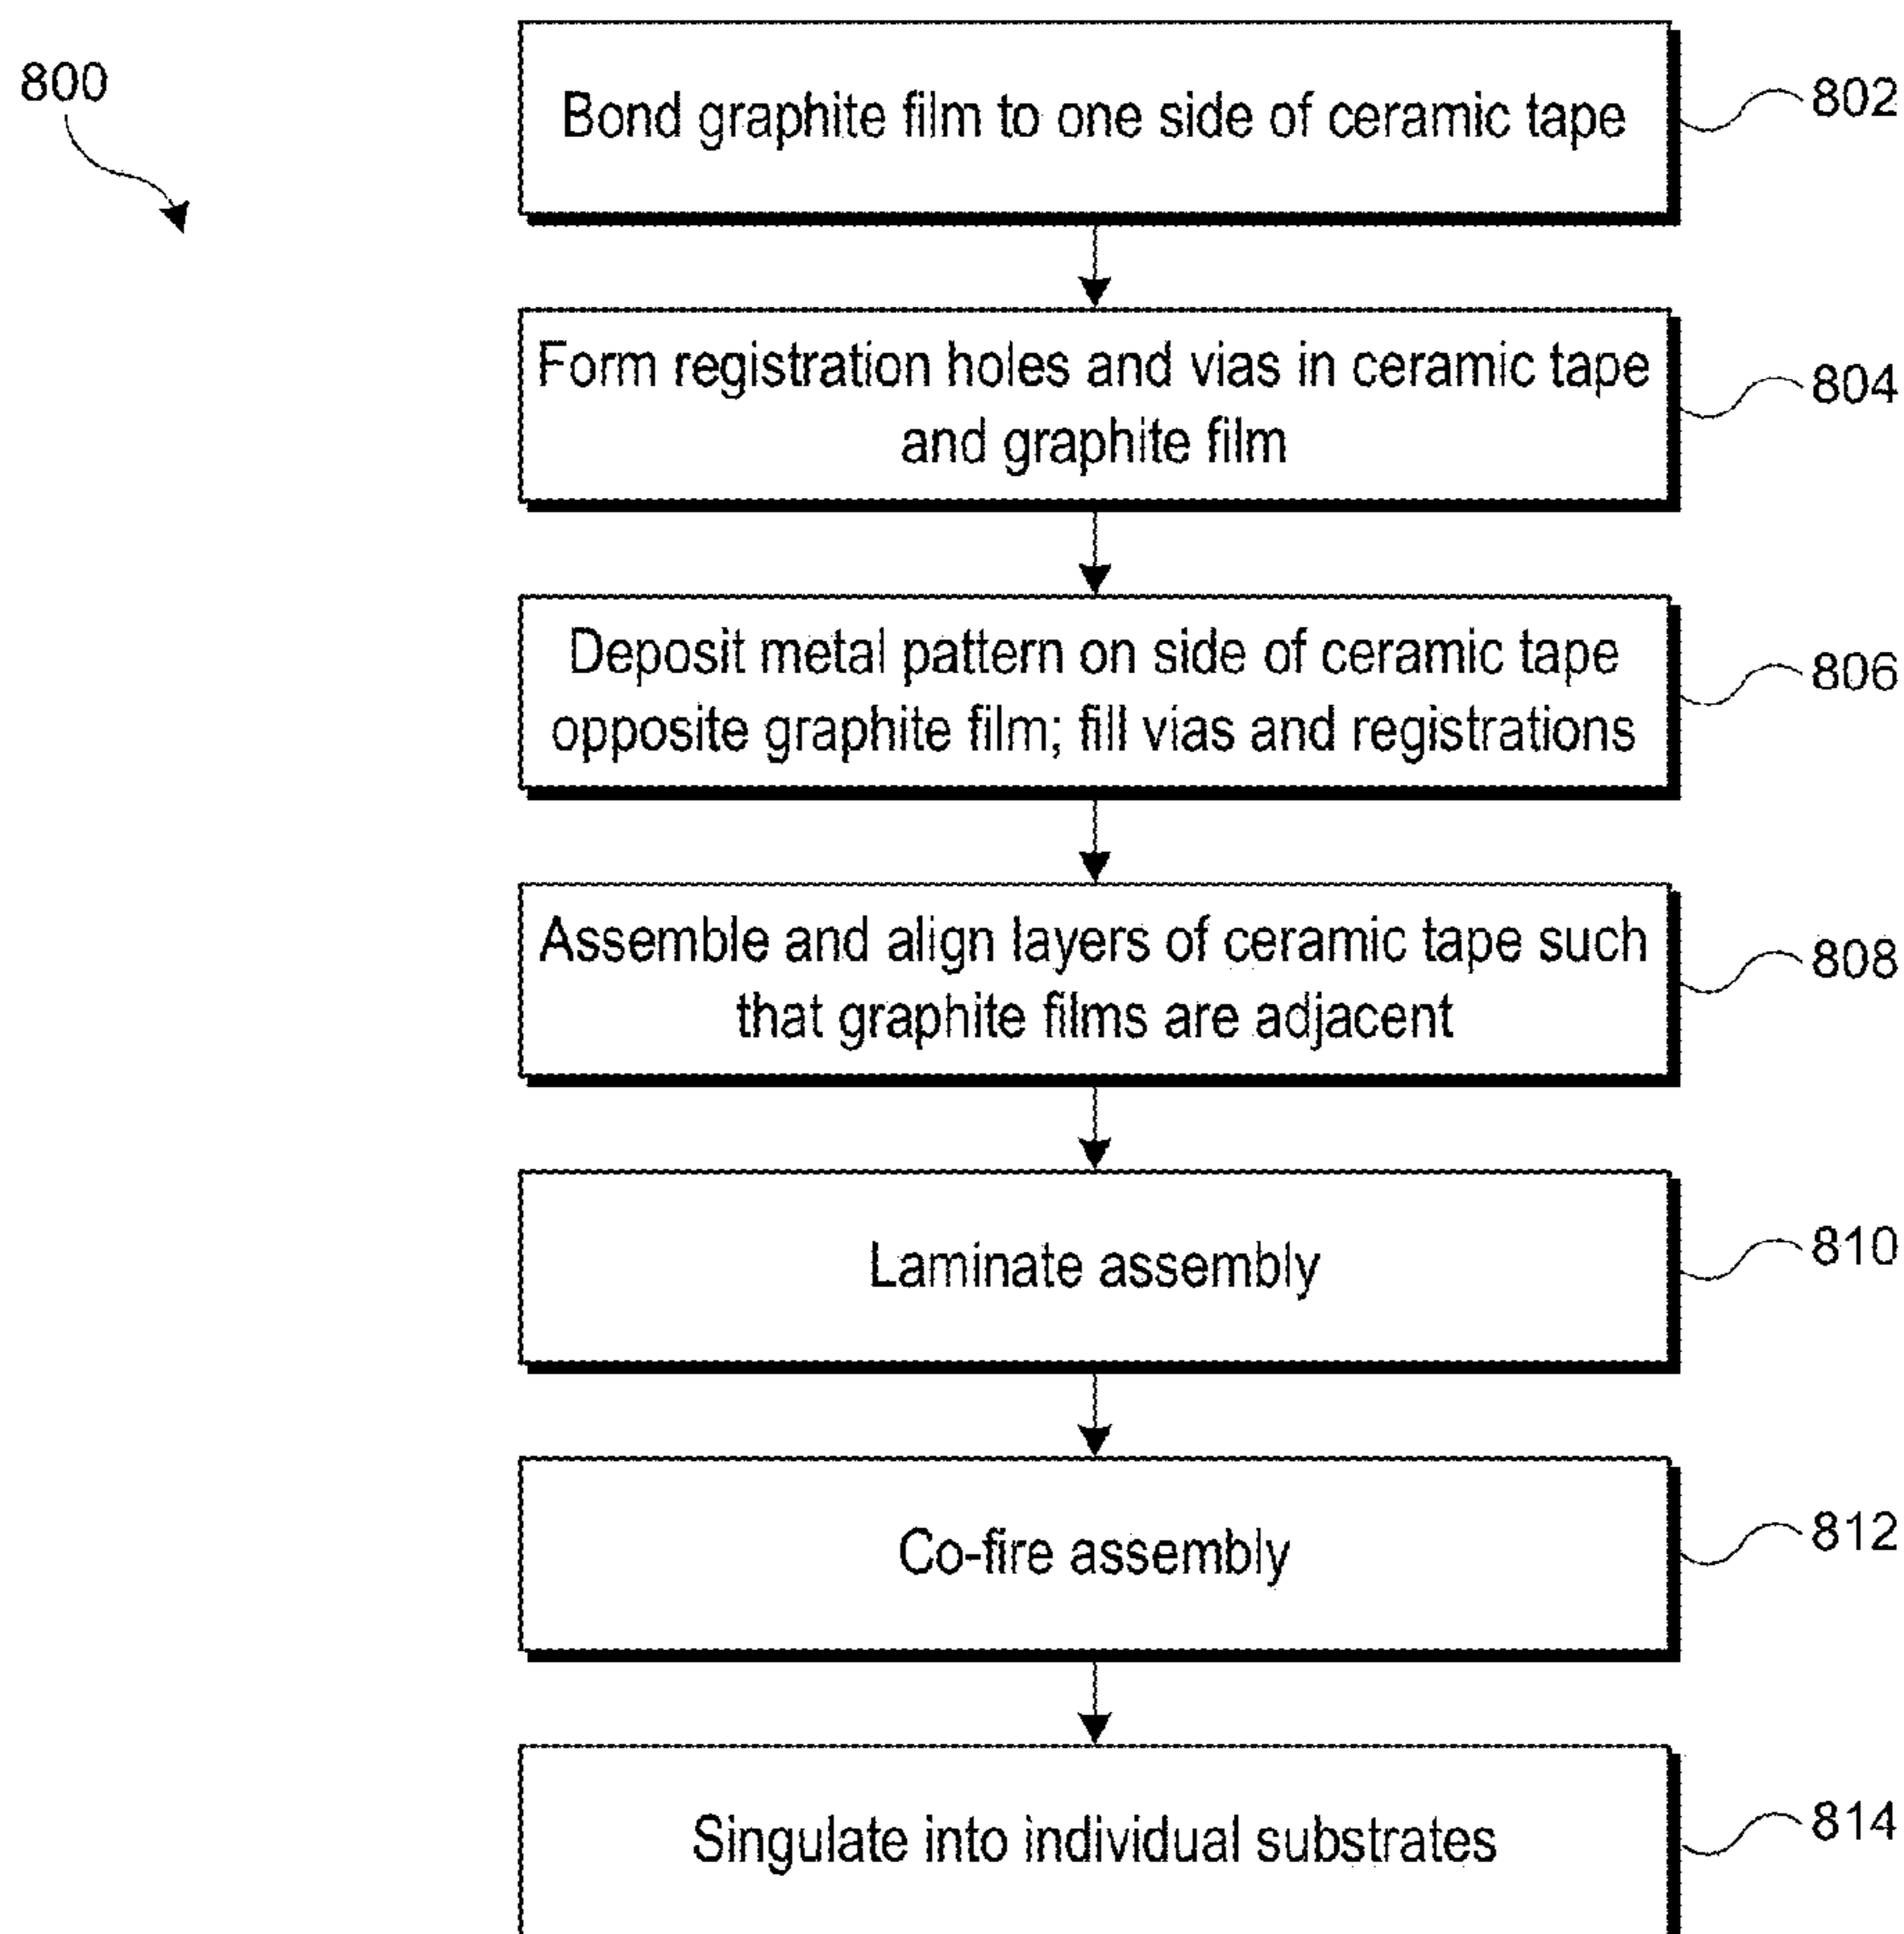 800
Bond graphite film to one side of ceramic tape
802
Form registration holes and vias in ceramic tape
and graphite film
804
Deposit metal pattern on side of ceramic tape
opposite graphite film; fill vias and registrations
806
Assemble and align layers of ceramic tape such
that graphite films are adjacent
808
Laminate assembly
810
Co-fire assembly
812
Singulate into individual substrates
814